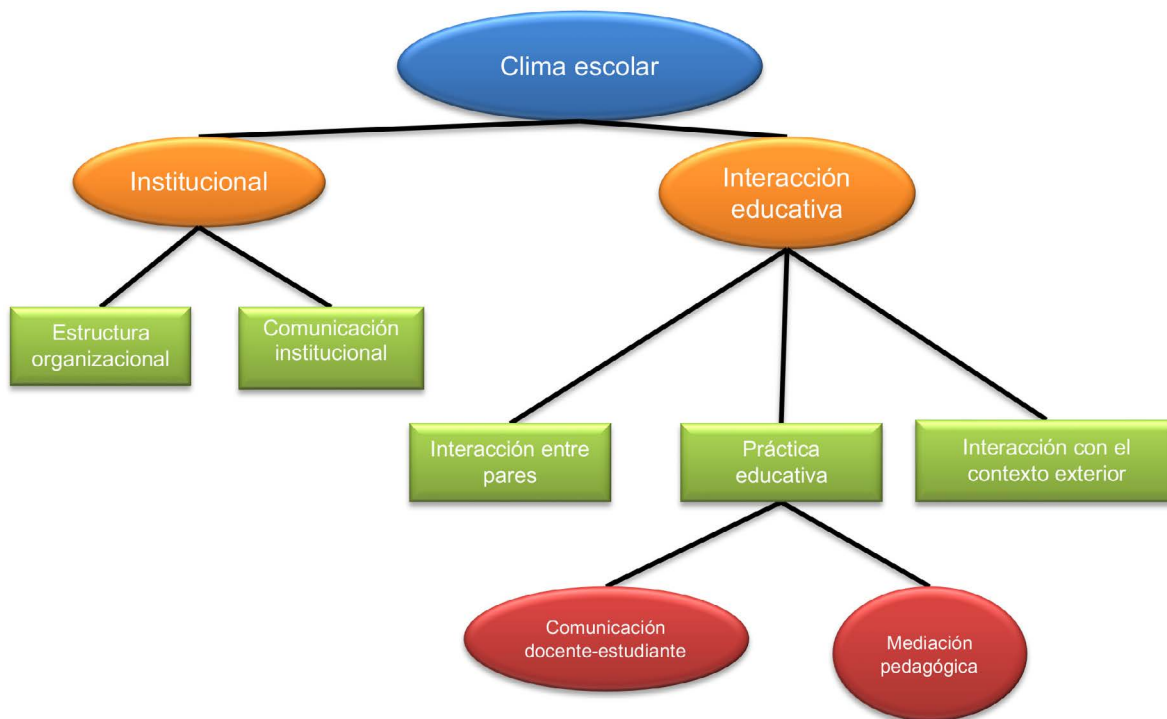 Clima escolar
Institucional
Interacción
educativa
Estructura
organizacional
Comunicación
institucional
Interacción entre
pares
Práctica
educativa
Interacción con el
contexto exterior
Comunicación
docente-estudiante
Mediación
pedagógica